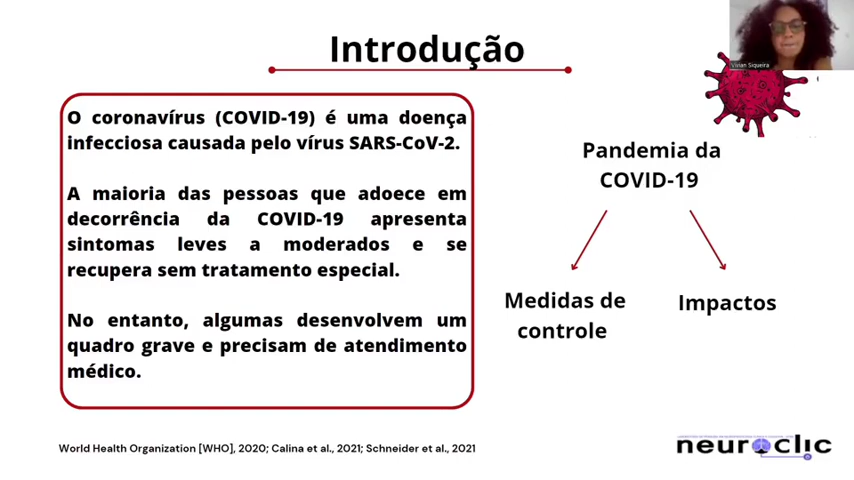 Introdução
Vivian Siqueira
O coronavírus (COVID-19) é uma doença
infecciosa causada pelo vírus SARS-CoV-2.
A maioria das pessoas que adoece em
decorrência da COVID-19 apresenta
sintomas leves a moderados e se
recupera sem tratamento especial.
No entanto, algumas desenvolvem um
quadro grave e precisam de atendimento
médico.
Pandemia da
COVID-19
Medidas de
controle
Impactos
World Health Organization [WHO], 2020; Calina et al., 2021; Schneider et al., 2021
neuroclic